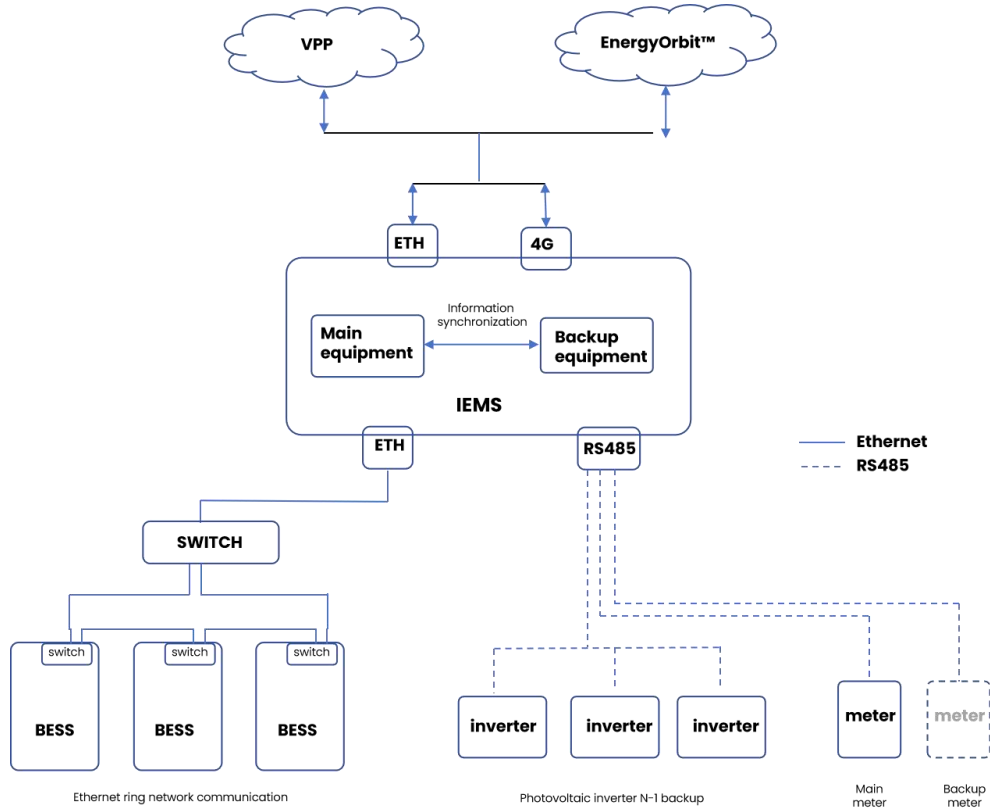 VPP
EnergyOrbit™
ETH
4G
Information
synchronization
Main
equipment
Backup
equipment
IEMS
ETH
RS485
Ethernet
RS485
SWITCH
switch
switch
switch
BESS
BESS
BESS
inverter
inverter
inverter
meter
meter
Ethernet ring network communication
Photovoltaic inverter N-1 backup
Main
meter
Backup
meter